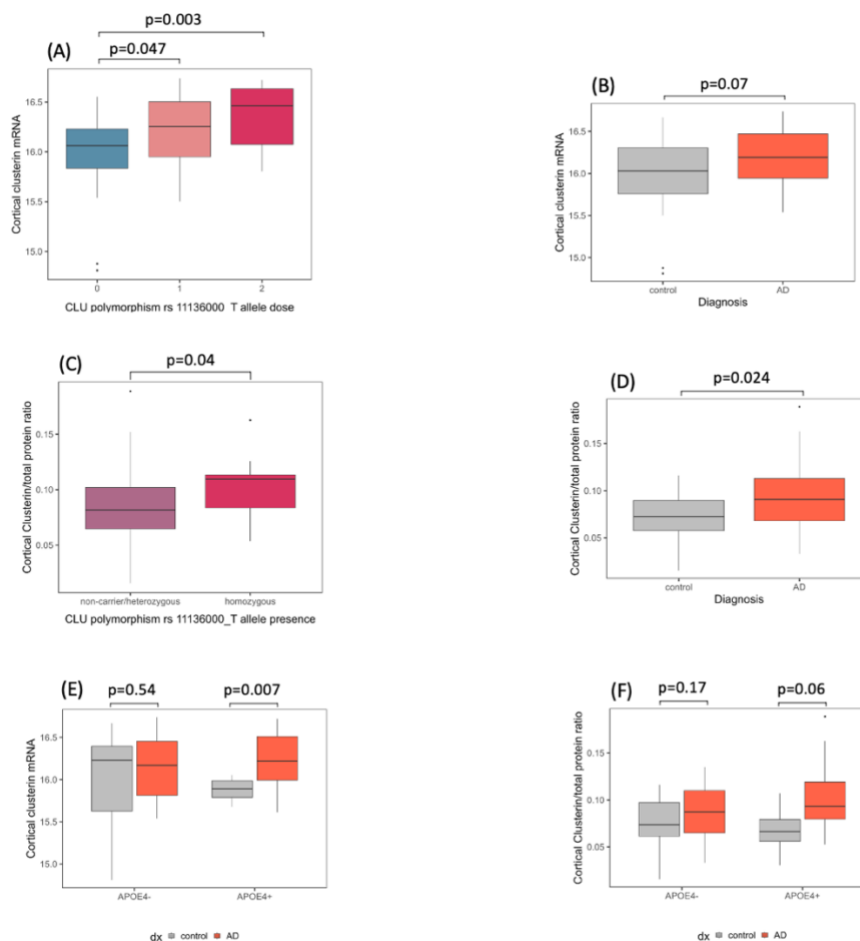 p=0.003
(A)
p=0.047
Cortical clusterin mRNA
16.5
16.0
15.5
15.0
0 1 2
CLU polymorphism rs 11136000 T allele dose
(B)
p=0.07
Cortical clusterin mRNA
16.5
16.0
15.5
15.0
control AD
Diagnosis
(C)
p=0.04
Cortical Clusterin/total protein ratio
0.15
0.10
0.05
non-carrier/heterozygous homozygous
CLU polymorphism rs 11136000_T allele presence
(D)
p=0.024
Cortical Clusterin/total protein ratio
0.15
0.10
0.05
control AD
Diagnosis
(E)
p=0.54 p=0.007
Cortical clusterin mRNA
16.5
16.0
15.5
15.0
APOE4- APOE4+
dx control AD
(F)
p=0.17 p=0.06
Cortical Clusterin/total protein ratio
0.15
0.10
0.05
APOE4- APOE4+
dx control AD